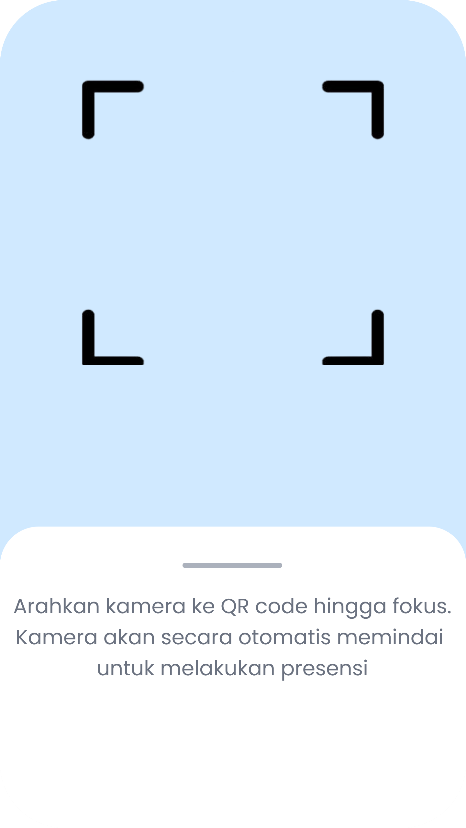 Arahkan kamera ke QR code hingga fokus.
Kamera akan secara otomatis memindai
untuk melakukan presensi